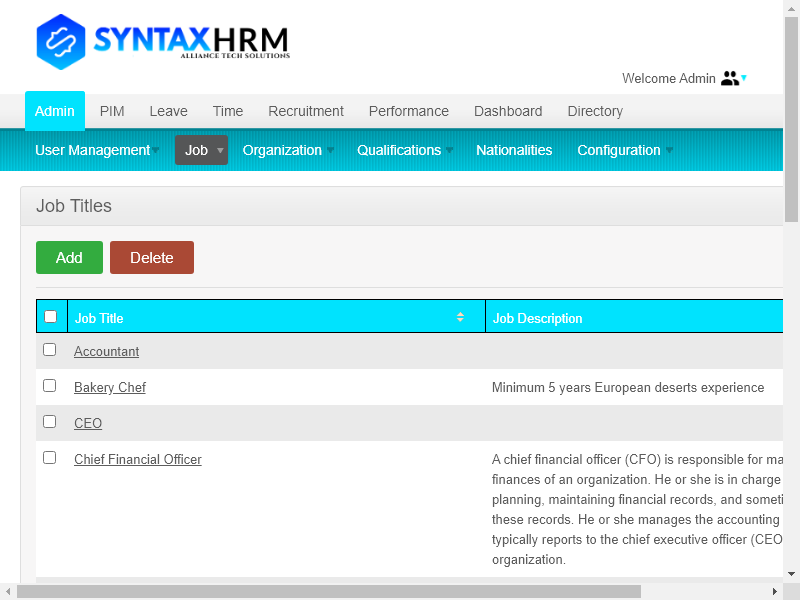 SYNTAXHRM
ALLIANCE TECH SOLUTIONS
Welcome Admin
Admin PIM Leave Time Recruitment Performance Dashboard Directory
User Management Job Organization Qualifications Nationalities Configuration
Job Titles
Add Delete
Job Title Job Description
Accountant
Bakery Chef Minimum 5 years European deserts experience
CEO
Chief Financial Officer A chief financial officer (CFO) is responsible for
finances of an organization. He or she is in charge
planning, maintaining financial records, and
these records. He or she manages the accounting
typically reports to the chief executive officer (CEO
organization.